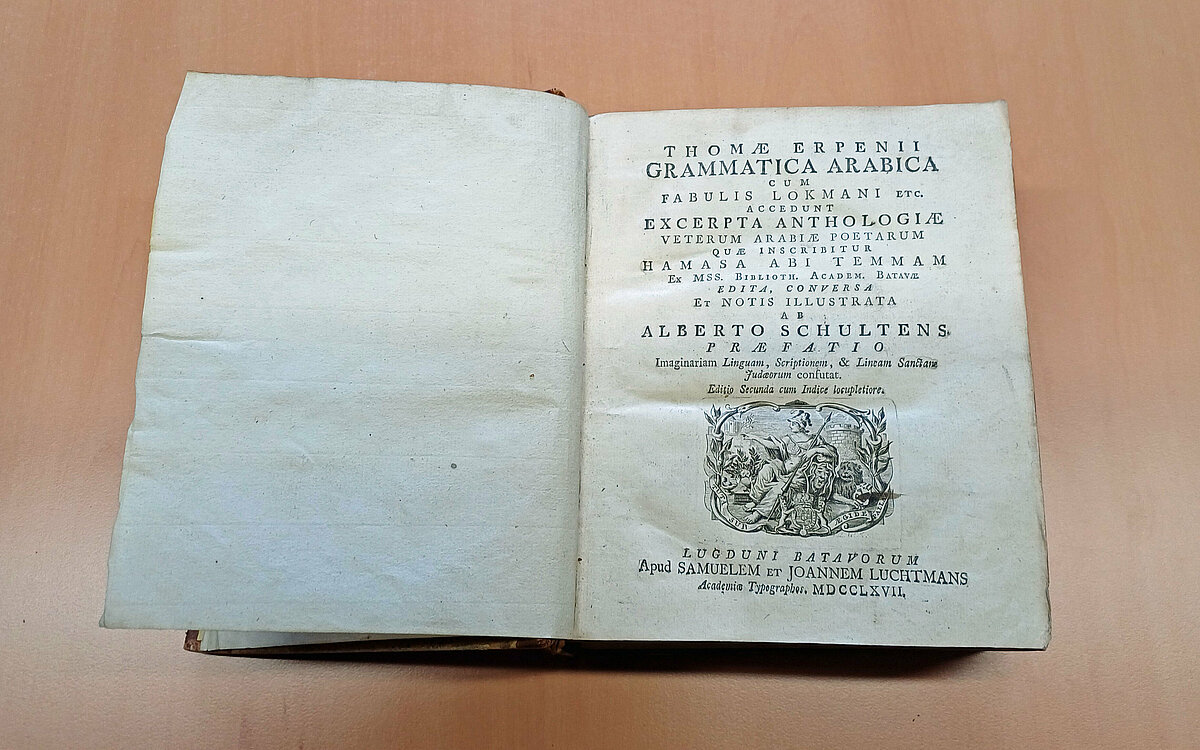 THOMÆ ERPENII
GRAMMATICA ARABICA
CUM
FABULIS LOKMANI ETC.
ACCEDUNT
EXCERPTA ANTHOLOGIÆ
VETERUM ARABIÆ POETARUM
QUÆ INSCRIBITUR
HAMASA ABI TEMMAM
Ex MSS. BIBLIOTH. ACADEM. BATAVÆ
EDITA, CONVERSA
ET NOTIS ILLUSTRATA
AB
ALBERTO SCHULTENS.
PRÆFATIO
Imaginariam Linguam, Scriptionem, & Lineam Sanctam
Judæorum confutat.
Editio Secunda cum Indice locupletiore.
SUB ÆGIDE
LUGDUNI BATAVORUM
Apud SAMUELEM ET JOANNEM LUCHTMANS
Academiæ Typographos. MDCCLXVII.